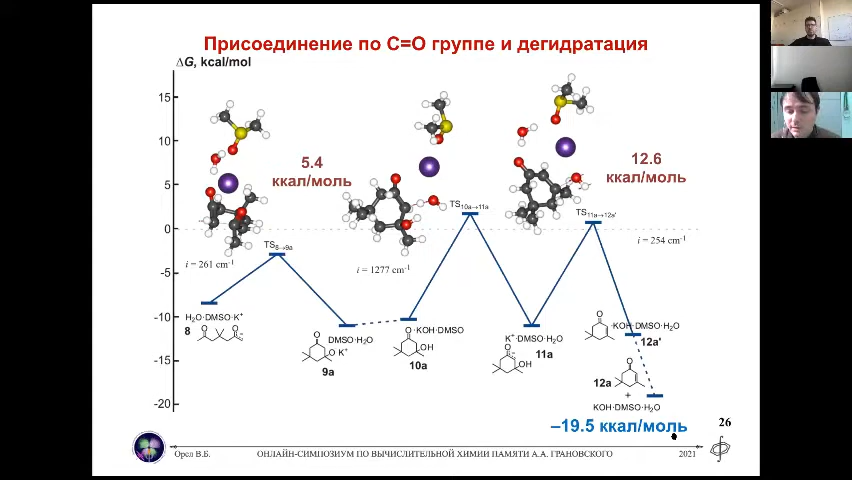 Присоединение по C=O группе и дегидратация
ΔG, kcal/mol
15
10
5
0
-5
-10
-15
-20
5.4
ккал/моль
12.6
ккал/моль
TS8→9a
TS10a→11a
TS11a→12a'
i = 261 cm-1
i = 1277 cm-1
i = 254 cm-1
H2O·DMSO·K+
8
O
O
DMSO·H2O
O
O K+
9a
O
·KOH·DMSO
OH
10a
K+·DMSO·H2O
O
OH
11a
O
·KOH·DMSO·H2O
12a'
O
12a
+
KOH·DMSO·H2O
–19.5 ккал/моль
26
Орел В.Б.
ОНЛАЙН-СИМПОЗИУМ ПО ВЫЧИСЛИТЕЛЬНОЙ ХИМИИ ПАМЯТИ А.А. ГРАНОВСКОГО
2021